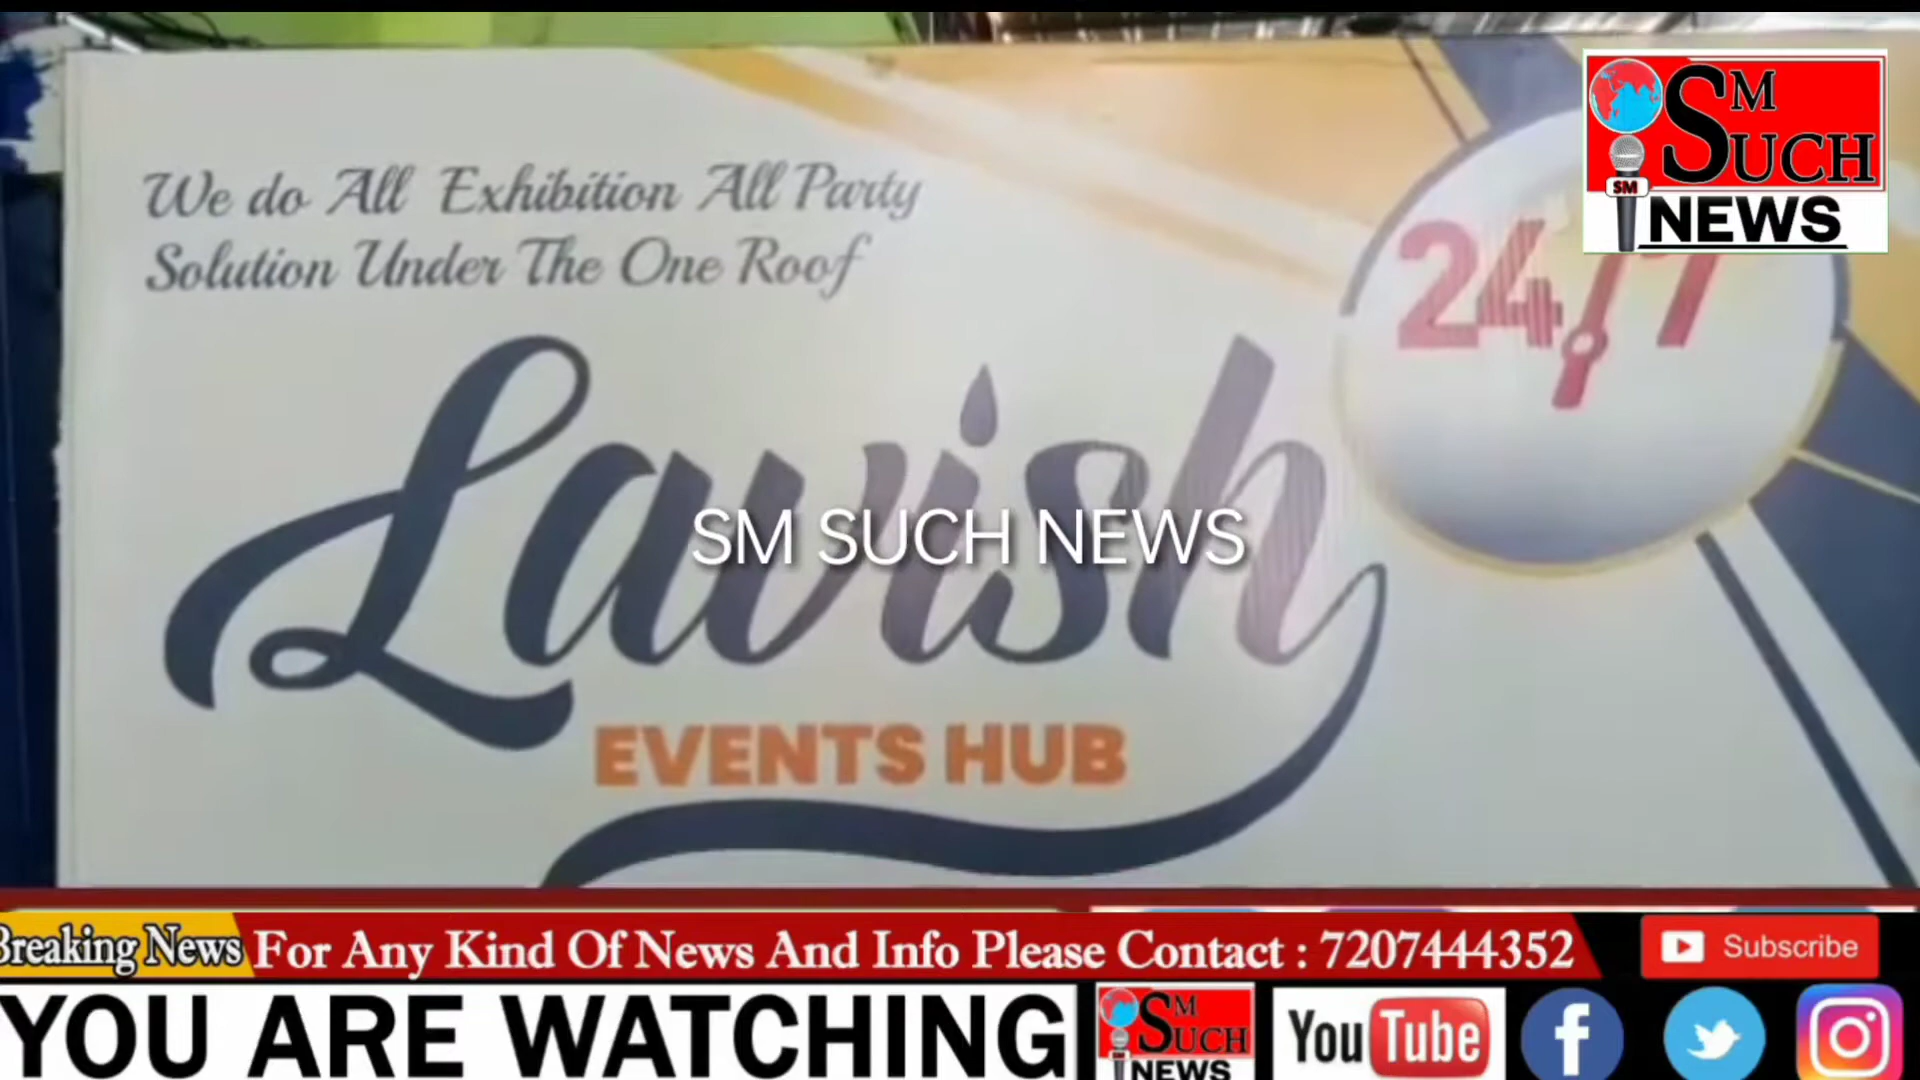 We do All Exhibition All Party
Solution Under The One Roof
24/7
Lavish
EVENTS HUB
SM SUCH NEWS
SM
SUCH
SM
NEWS
Breaking News
For Any Kind Of News And Info Please Contact : 7207444352
Subscribe
YOU ARE WATCHING
SM
SUCH
NEWS
YouTube